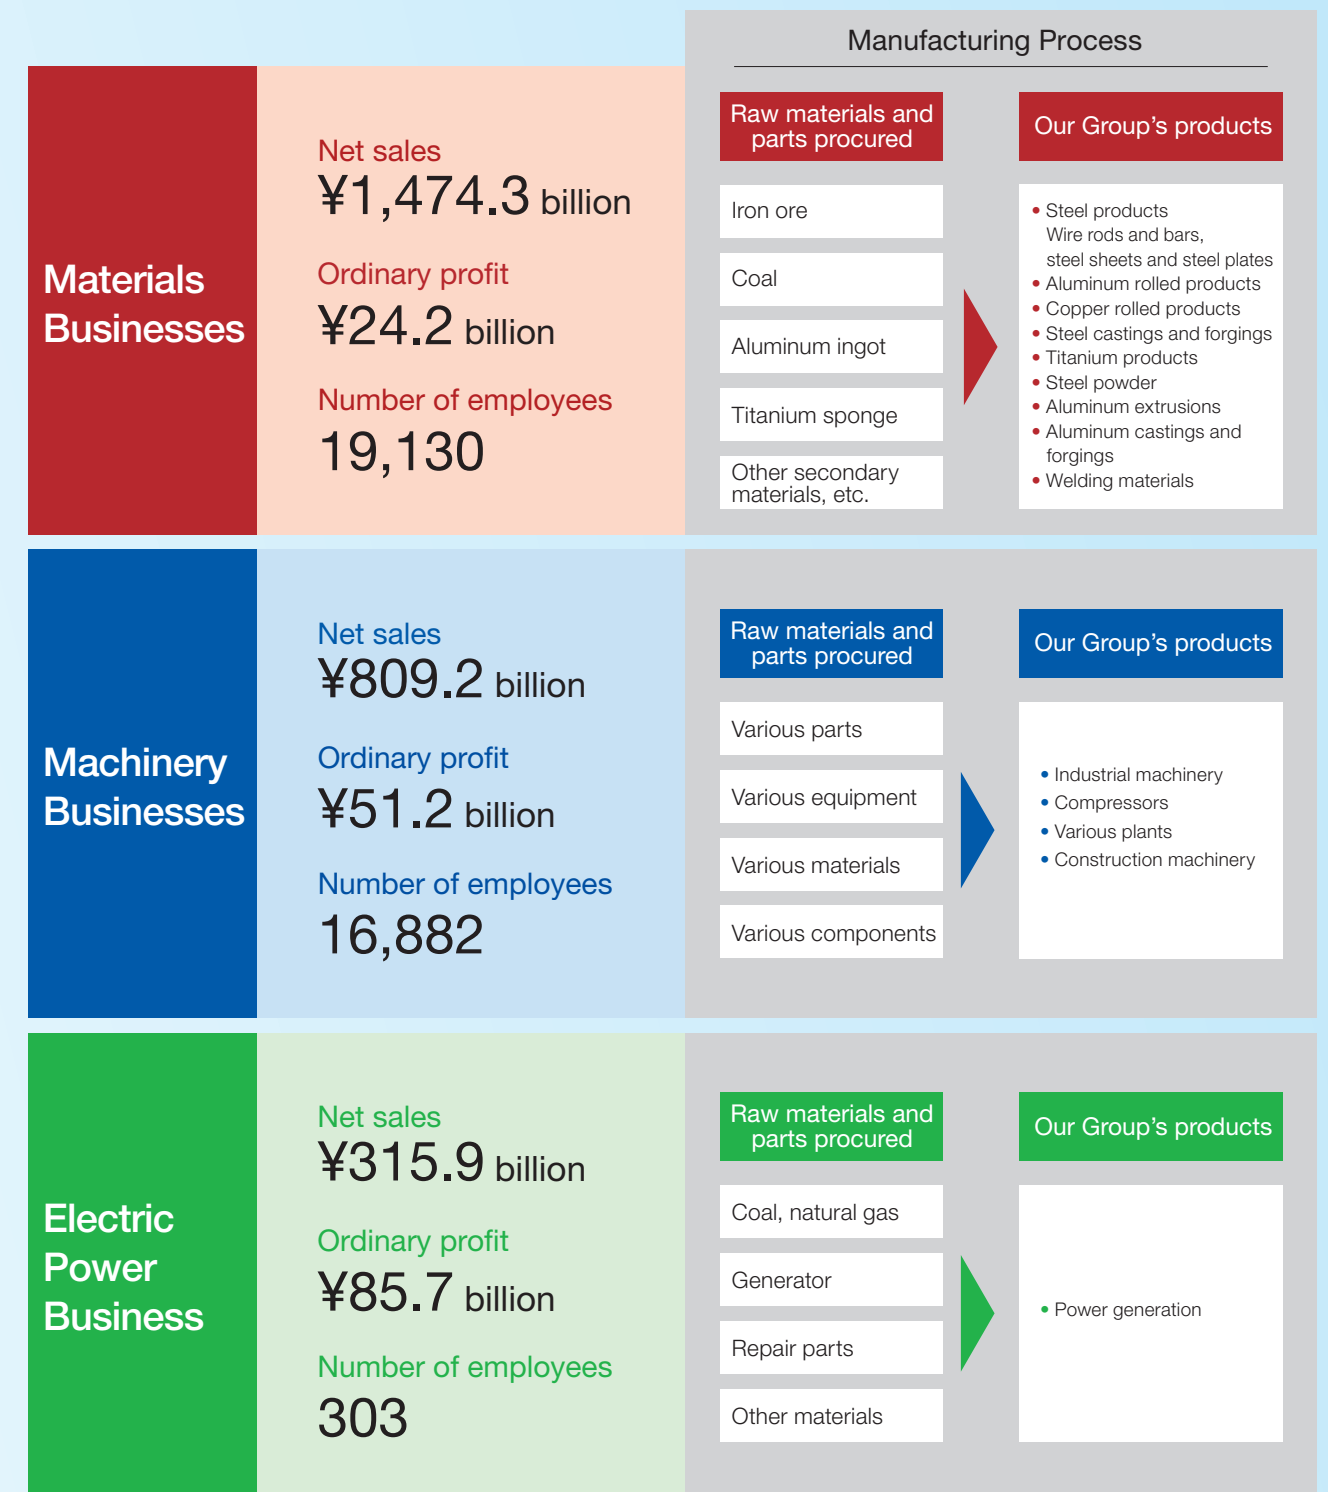 Manufacturing Process
Materials
Businesses
Net sales
¥1,474.3 billion
Ordinary profit
¥24.2 billion
Number of employees
19,130
Raw materials and
parts procured
Iron ore
Coal
Aluminum ingot
Titanium sponge
Other secondary
materials, etc.
Our Group’s products
• Steel products
Wire rods and bars,
steel sheets and steel plates
• Aluminum rolled products
• Copper rolled products
• Steel castings and forgings
• Titanium products
• Steel powder
• Aluminum extrusions
• Aluminum castings and
forgings
• Welding materials
Machinery
Businesses
Net sales
¥809.2 billion
Ordinary profit
¥51.2 billion
Number of employees
16,882
Raw materials and
parts procured
Various parts
Various equipment
Various materials
Various components
Our Group’s products
• Industrial machinery
• Compressors
• Various plants
• Construction machinery
Electric
Power
Business
Net sales
¥315.9 billion
Ordinary profit
¥85.7 billion
Number of employees
303
Raw materials and
parts procured
Coal, natural gas
Generator
Repair parts
Other materials
Our Group’s products
• Power generation